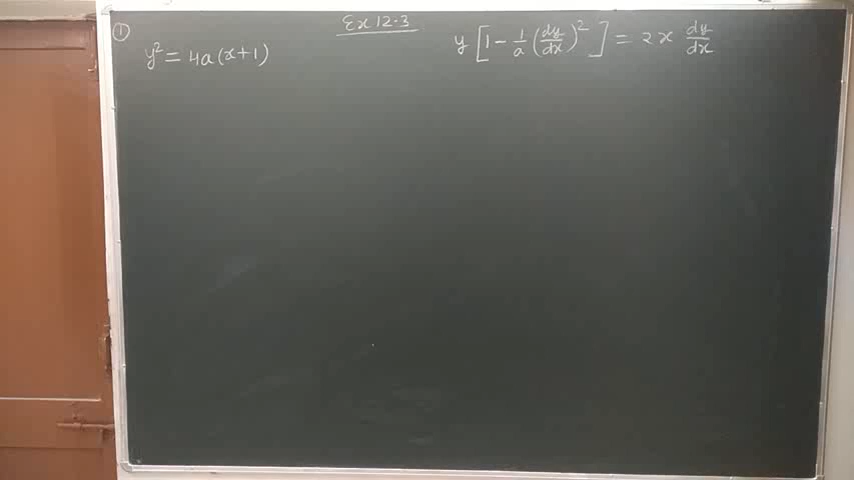 Ex 12.3
① y² = 4a(x+1)
y [1 - 1/a (dy/dx)²] = 2x dy/dx